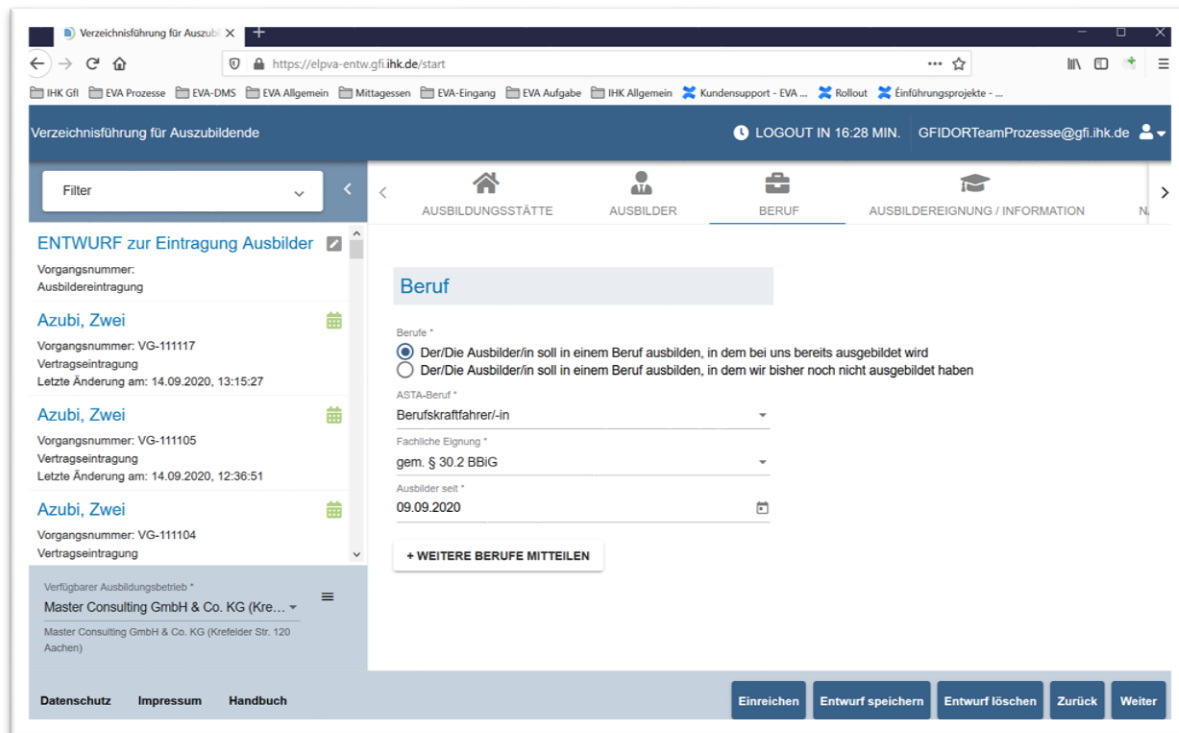 Verzeichnisführung für Auszubi
https://elpva-entw.gfi.ihk.de/start
IHK GfI EVA Prozesse EVA-DMS EVA Allgemein Mittagessen EVA-Eingang EVA Aufgabe IHK Allgemein Kundensupport - EVA ... Rollout Einführungsprojekte - ...
Verzeichnisführung für Auszubildende
LOGOUT IN 16:28 MIN. GFIDORTeamProzesse@gfi.ihk.de
Filter
AUSBILDUNGSSTÄTTE AUSBILDER BERUF AUSBILDEREIGNUNG / INFORMATION
ENTWURF zur Eintragung Ausbilder
Vorgangsnummer:
Ausbildereintragung
Azubi, Zwei
Vorgangsnummer: VG-111117
Vertragseintragung
Letzte Änderung am: 14.09.2020, 13:15:27
Azubi, Zwei
Vorgangsnummer: VG-111105
Vertragseintragung
Letzte Änderung am: 14.09.2020, 12:36:51
Azubi, Zwei
Vorgangsnummer: VG-111104
Vertragseintragung
Verfügbarer Ausbildungsbetrieb *
Master Consulting GmbH & Co. KG (Kre...
Master Consulting GmbH & Co. KG (Krefelder Str. 120
Aachen)
Beruf
Berufe *
Der/Die Ausbilder/in soll in einem Beruf ausbilden, in dem bei uns bereits ausgebildet wird
Der/Die Ausbilder/in soll in einem Beruf ausbilden, in dem wir bisher noch nicht ausgebildet haben
ASTA-Beruf *
Berufskraftfahrer/-in
Fachliche Eignung *
gem. § 30.2 BBiG
Ausbilder seit *
09.09.2020
+ WEITERE BERUFE MITTEILEN
Datenschutz Impressum Handbuch
Einreichen Entwurf speichern Entwurf löschen Zurück Weiter